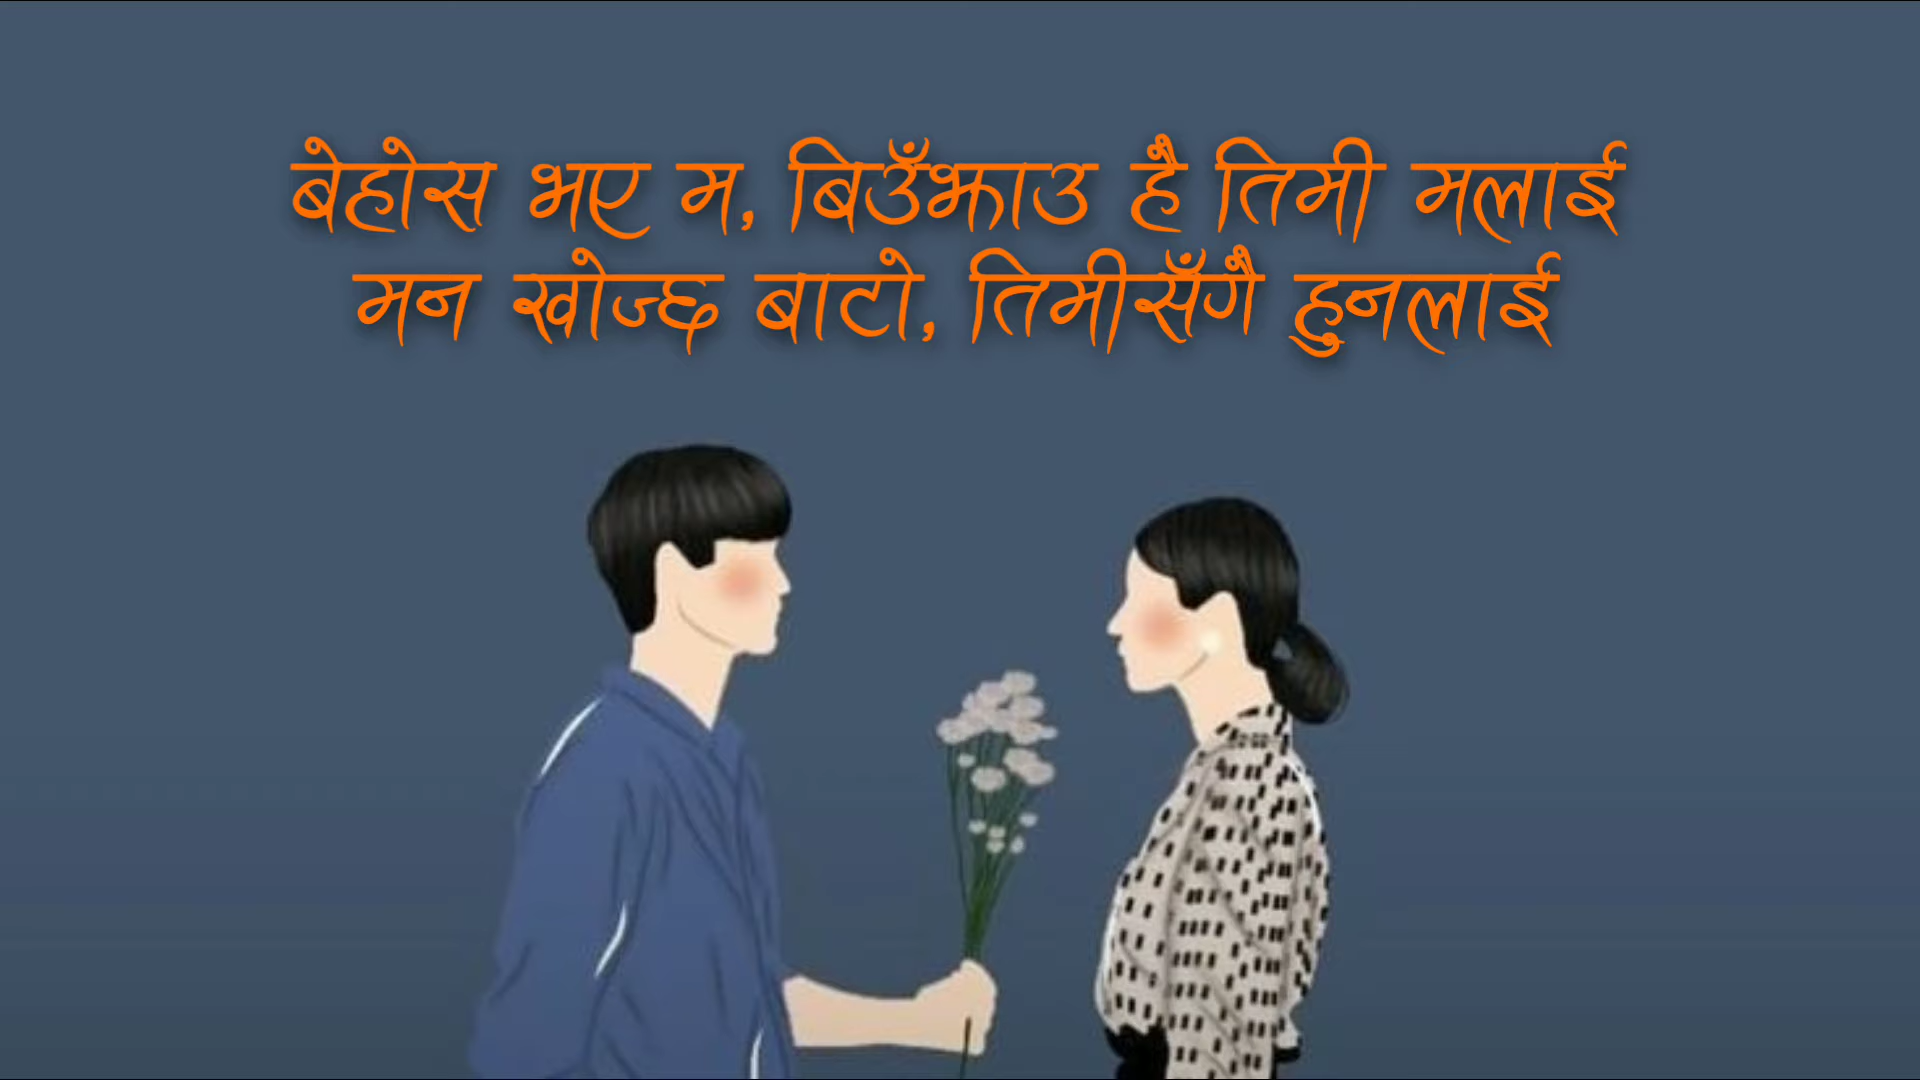 बेहोस भए म, बिउँझाउ है तिमी मलाई
मन खोज्छ बाटो, तिमीसँगै हुनलाई